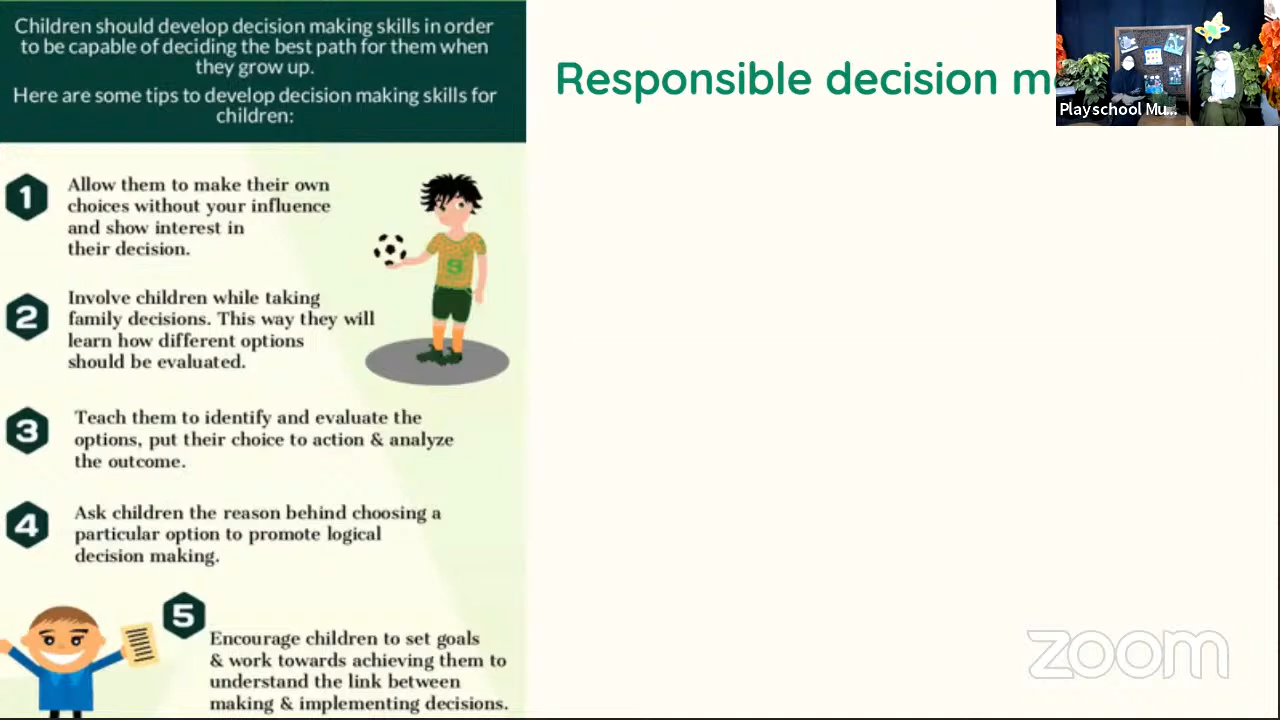 Children should develop decision making skills in order
to be capable of deciding the best path for them when
they grow up.
Here are some tips to develop decision making skills for
children:
1
Allow them to make their own
choices without your influence
and show interest in
their decision.
2
Involve children while taking
family decisions. This way they will
learn how different options
should be evaluated.
3
Teach them to identify and evaluate the
options, put their choice to action & analyze
the outcome.
4
Ask children the reason behind choosing a
particular option to promote logical
decision making.
5
Encourage children to set goals
& work towards achieving them to
understand the link between
making & implementing decisions.
Responsible decision m
Playschool Mu...
zoom